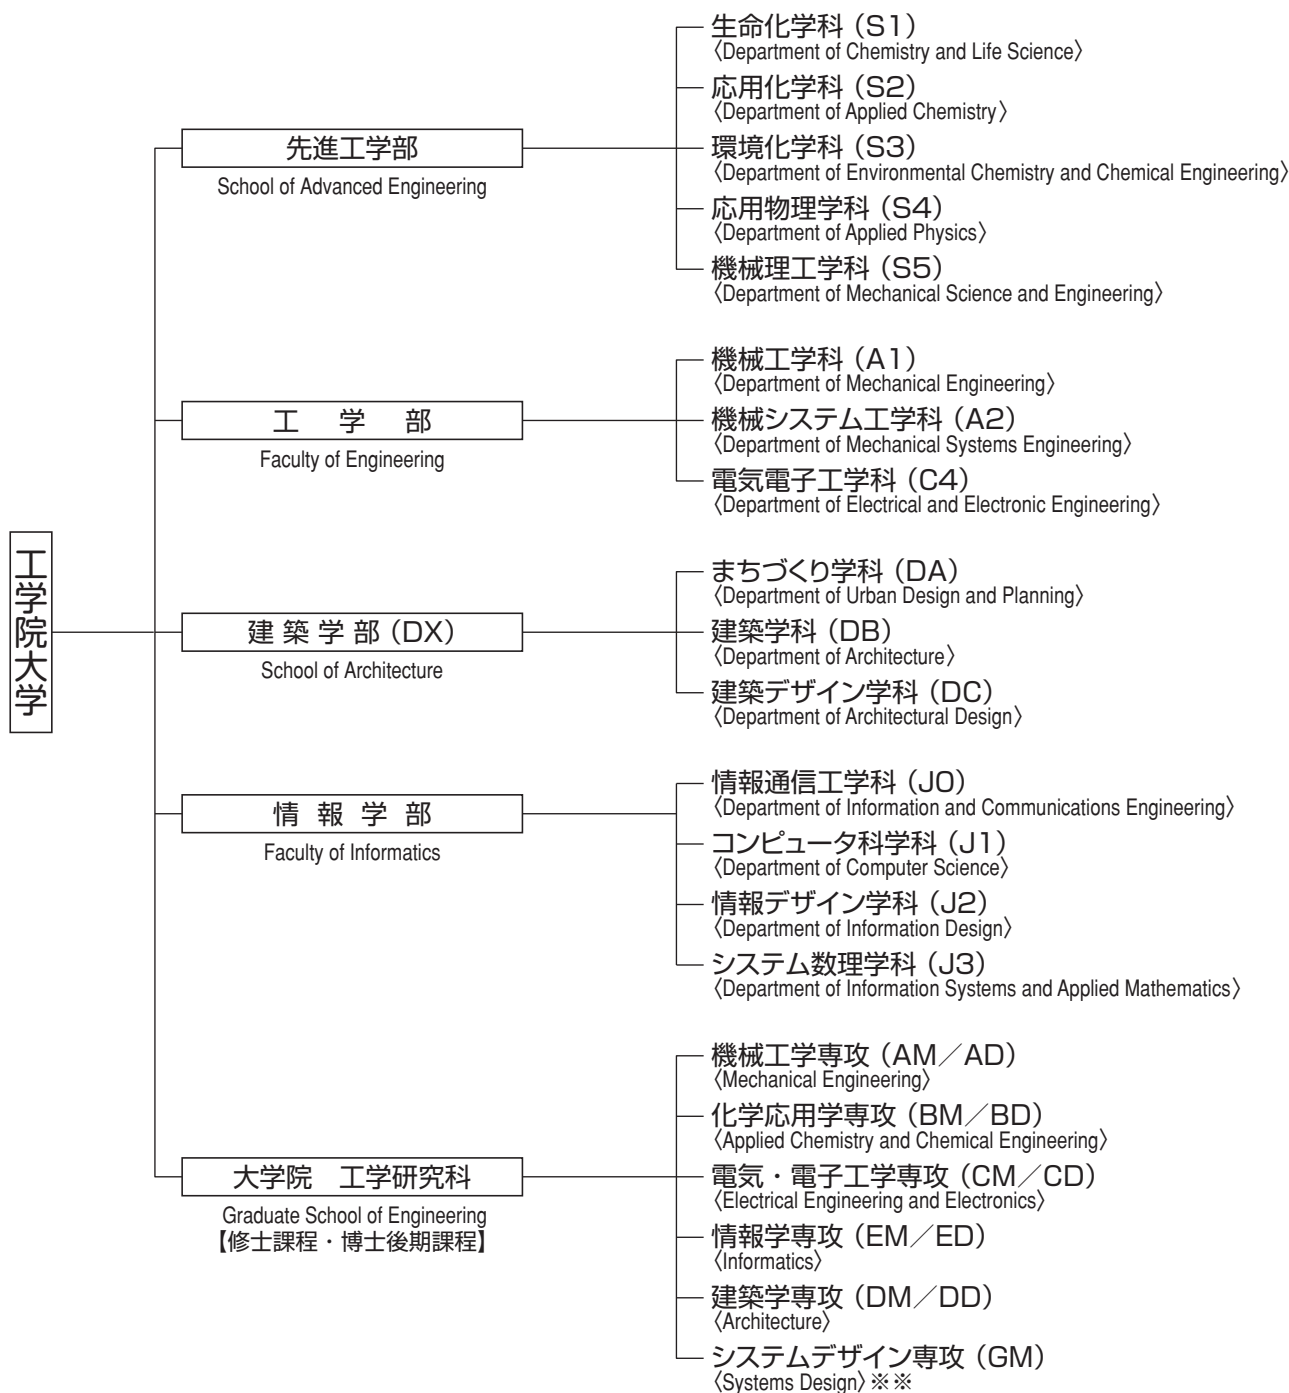 工学院大学
先進工学部
School of Advanced Engineering
生命化学科（S1）
〈Department of Chemistry and Life Science〉
応用化学科（S2）
〈Department of Applied Chemistry〉
環境化学科（S3）
〈Department of Environmental Chemistry and Chemical Engineering〉
応用物理学科（S4）
〈Department of Applied Physics〉
機械理工学科（S5）
〈Department of Mechanical Science and Engineering〉
工　学　部
Faculty of Engineering
機械工学科（A1）
〈Department of Mechanical Engineering〉
機械システム工学科（A2）
〈Department of Mechanical Systems Engineering〉
電気電子工学科（C4）
〈Department of Electrical and Electronic Engineering〉
建 築 学 部（DX）
School of Architecture
まちづくり学科（DA）
〈Department of Urban Design and Planning〉
建築学科（DB）
〈Department of Architecture〉
建築デザイン学科（DC）
〈Department of Architectural Design〉
情 報 学 部
Faculty of Informatics
情報通信工学科（J0）
〈Department of Information and Communications Engineering〉
コンピュータ科学科（J1）
〈Department of Computer Science〉
情報デザイン学科（J2）
〈Department of Information Design〉
システム数理学科（J3）
〈Department of Information Systems and Applied Mathematics〉
大学院　工学研究科
Graduate School of Engineering
【修士課程・博士後期課程】
機械工学専攻（AM／AD）
〈Mechanical Engineering〉
化学応用学専攻（BM／BD）
〈Applied Chemistry and Chemical Engineering〉
電気・電子工学専攻（CM／CD）
〈Electrical Engineering and Electronics〉
情報学専攻（EM／ED）
〈Informatics〉
建築学専攻（DM／DD）
〈Architecture〉
システムデザイン専攻（GM）
〈Systems Design〉※※